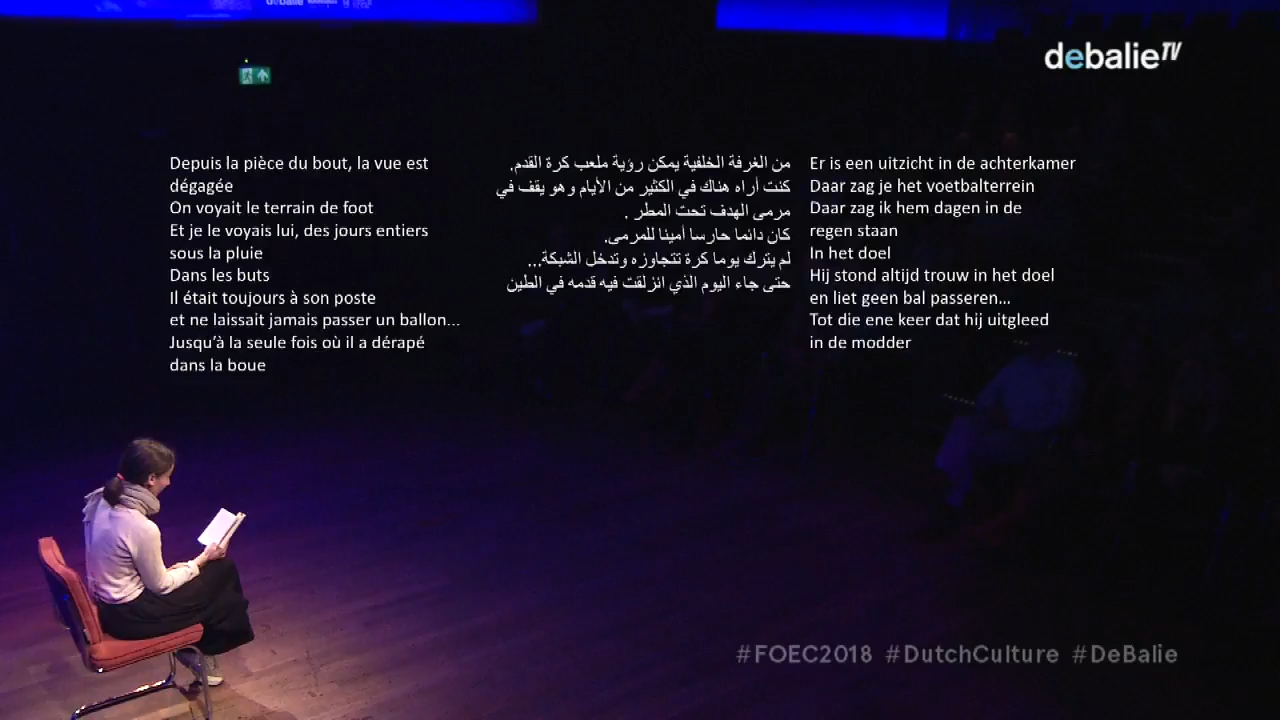 debalie
debalieTV
Depuis la pièce du bout, la vue est
dégagée
On voyait le terrain de foot
Et je le voyais lui, des jours entiers
sous la pluie
Dans les buts
Il était toujours à son poste
et ne laissait jamais passer un ballon...
Jusqu'à la seule fois où il a dérapé
dans la boue
من الغرفة الخلفية يمكن رؤية ملعب كرة القدم.
كنت أراه هناك في الكثير من الأيام وهو يقف في
مرمى الهدف تحت المطر .
كان دائما حارسا أمينا للمرمى.
لم يترك يوما كرة تتجاوزه وتدخل الشبكة...
حتى جاء اليوم الذي انزلقت فيه قدمه في الطين
Er is een uitzicht in de achterkamer
Daar zag je het voetbalterrein
Daar zag ik hem dagen in de
regen staan
In het doel
Hij stond altijd trouw in het doel
en liet geen bal passeren...
Tot die ene keer dat hij uitgleed
in de modder
#FOEC2018 #DutchCulture #DeBalie